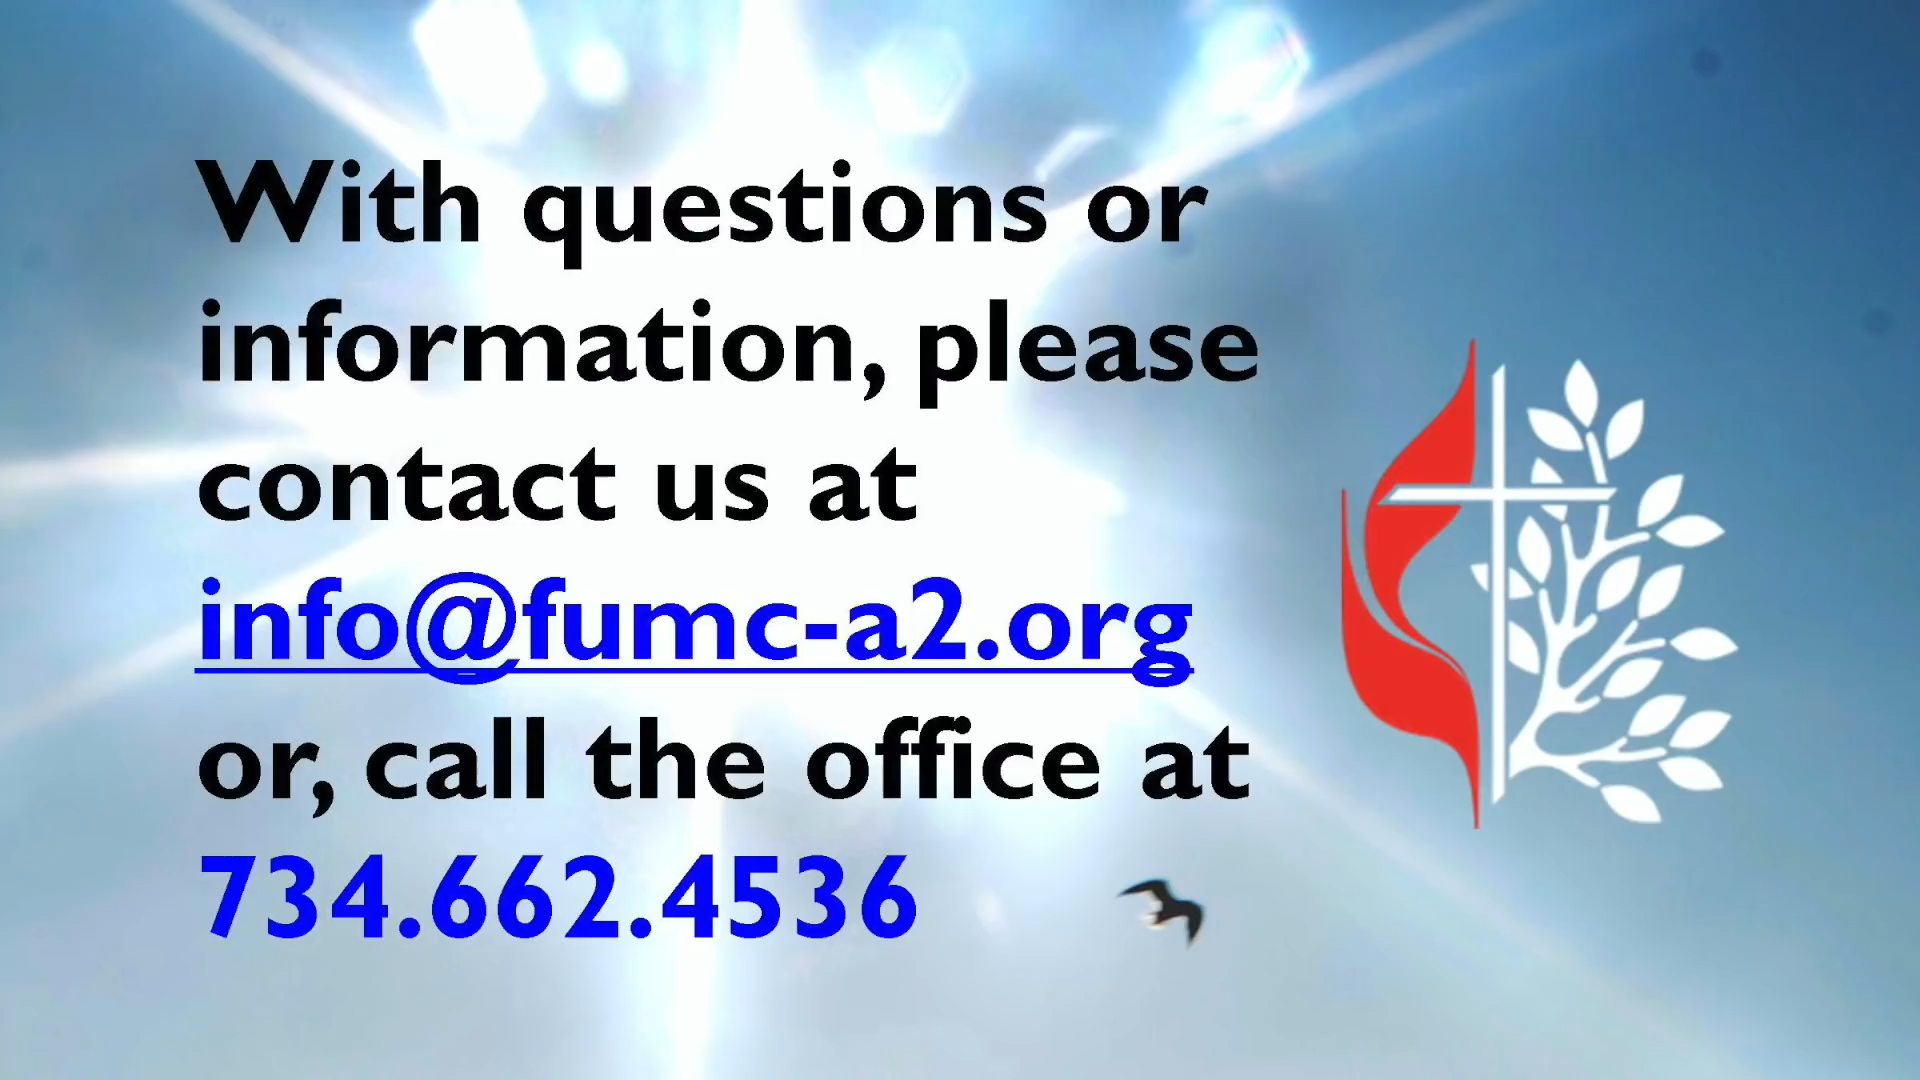 With questions or
information, please
contact us at
info@fumc-a2.org
or, call the office at
734.662.4536